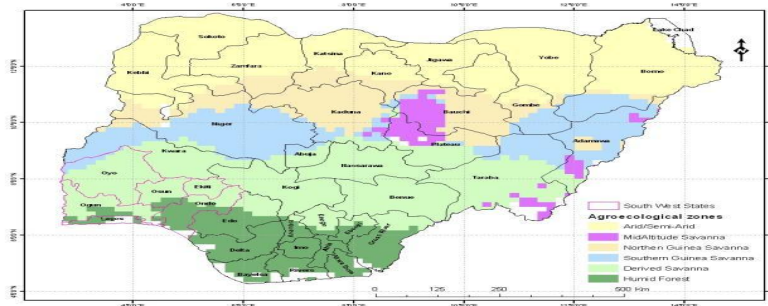 Lake Chad
Sokoto
Katsina
Jigawa
Yobe
Zamfara
Kano
Borno
Kebbi
Gombe
Kaduna
Bauchi
Niger
Adamawa
Plateau
Kwara
Abuja
Nassarawa
Oyo
Taraba
Ekiti
Osun
Kogi
Benue
Ondo
Ogun
Lagos
Edo
Delta
Imo
Cross River
Bayelsa
Rivers
South West States
Agroecological zones
Arid/Semi-Arid
MidAltitude Savanna
Northen Guinea Savanna
Southern Guinea Savanna
Derived Savanna
Humid Forest
0 125 250 500 Km